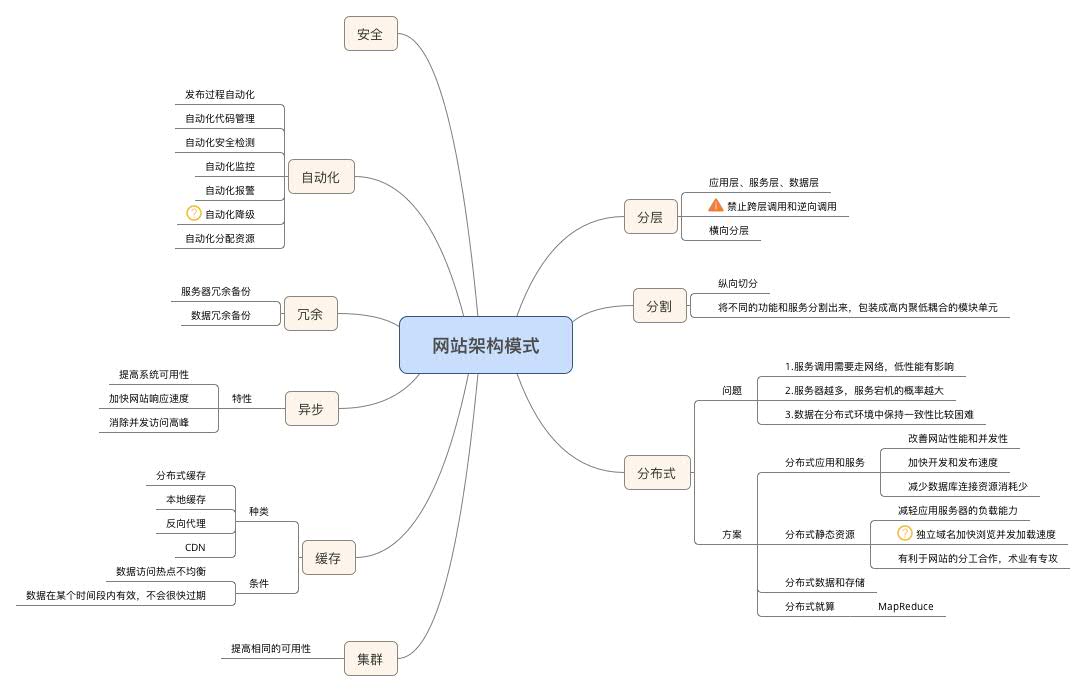 网站架构模式
分层
应用层、服务层、数据层
禁止跨层调用和逆向调用
横向分层
分割
纵向切分
将不同的功能和服务分割出来，包装成高内聚低耦合的模块单元
分布式
问题
1.服务调用需要走网络，低性能有影响
2.服务器越多，服务宕机的概率越大
3.数据在分布式环境中保持一致性比较困难
方案
分布式应用和服务
改善网站性能和并发性
加快开发和发布速度
减少数据库连接资源消耗少
分布式静态资源
减轻应用服务器的负载能力
独立域名加快浏览并发加载速度
有利于网站的分工合作，术业有专攻
分布式数据和存储
分布式就算
MapReduce
安全
自动化
发布过程自动化
自动化代码管理
自动化安全检测
自动化监控
自动化报警
自动化降级
自动化分配资源
冗余
服务器冗余备份
数据冗余备份
异步
特性
提高系统可用性
加快网站响应速度
消除并发访问高峰
缓存
种类
分布式缓存
本地缓存
反向代理
CDN
条件
数据访问热点不均衡
数据在某个时间段内有效，不会很快过期
集群
提高相同的可用性